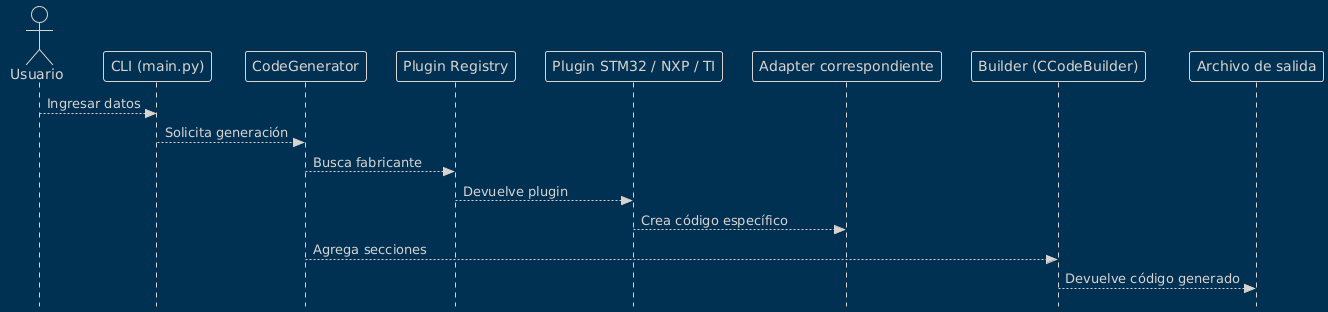 Usuario
CLI (main.py)
CodeGenerator
Plugin Registry
Plugin STM32 / NXP / TI
Adapter correspondiente
Builder (CCodeBuilder)
Archivo de salida
Ingresar datos
Solicita generación
Busca fabricante
Devuelve plugin
Crea código específico
Agrega secciones
Devuelve código generado